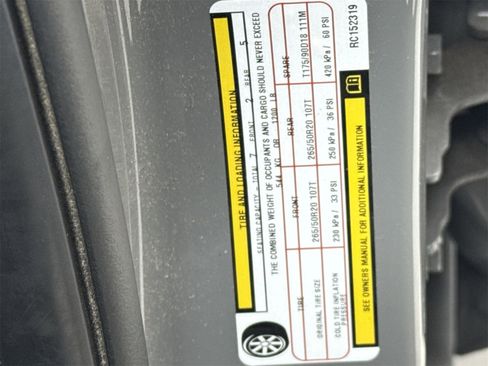 TIRE AND LOADING INFORMATION
SEATING CAPACITY - TOTAL 7 FRONT 2 REAR 5
THE COMBINED WEIGHT OF OCCUPANTS AND CARGO SHOULD NEVER EXCEED
544 KG OR 1200 LB
TIRE FRONT REAR SPARE
ORIGINAL TIRE SIZE 265/50R20 107T 265/50R20 107T T175/90D18 111M
COLD TIRE INFLATION PRESSURE 230 kPa / 33 PSI 250 kPa / 36 PSI 420 kPa / 60 PSI
SEE OWNERS MANUAL FOR ADDITIONAL INFORMATION
RC152319